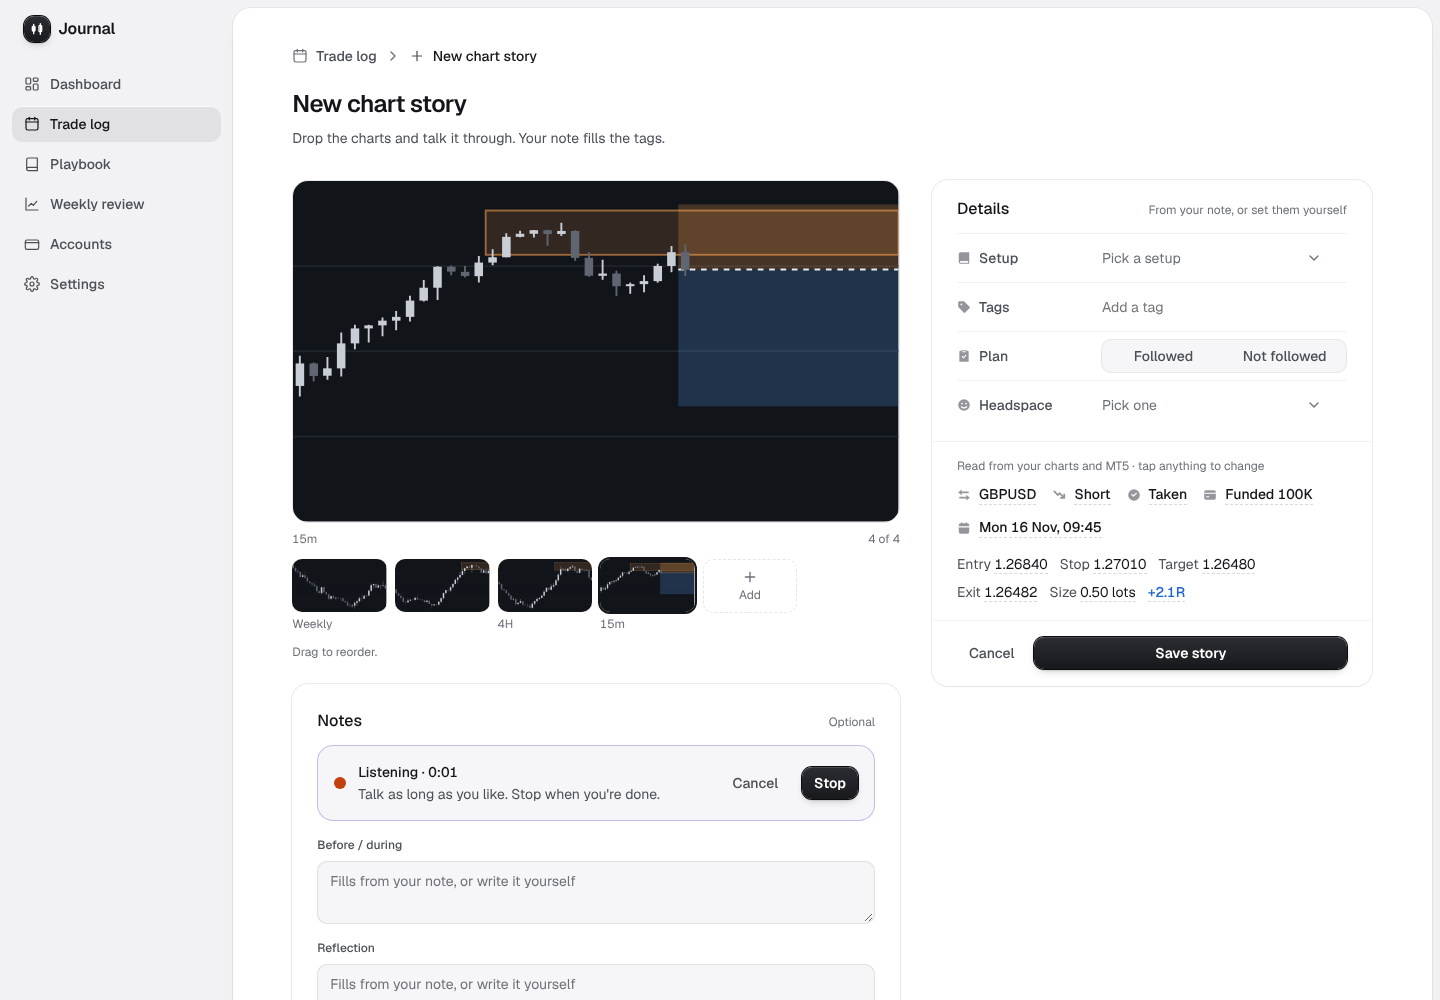 Journal
Dashboard
Trade log
Playbook
Weekly review
Accounts
Settings
Trade log > + New chart story
New chart story
Drop the charts and talk it through. Your note fills the tags.
15m
4 of 4
+
Add
Weekly
4H
15m
Drag to reorder.
Notes
Optional
Listening · 0:01
Talk as long as you like. Stop when you're done.
Cancel
Stop
Before / during
Fills from your note, or write it yourself
Reflection
Fills from your note, or write it yourself
Details
From your note, or set them yourself
Setup
Pick a setup
Tags
Add a tag
Plan
Followed
Not followed
Headspace
Pick one
Read from your charts and MT5 · tap anything to change
GBPUSD Short Taken Funded 100K
Mon 16 Nov, 09:45
Entry 1.26840 Stop 1.27010 Target 1.26480
Exit 1.26482 Size 0.50 lots +2.1R
Cancel
Save story